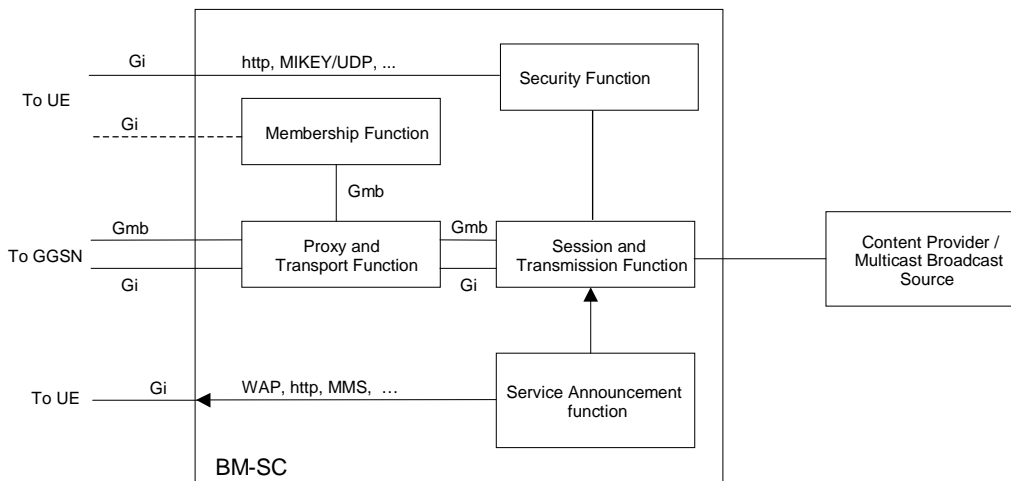 Gi
http, MIKEY/UDP, ...
Security Function
To UE
Gi
Membership Function
Gmb
Gmb
Gmb
Proxy and
Transport Function
Session and
Transmission Function
Content Provider /
Multicast Broadcast
Source
To GGSN
Gi
Gi
Gi
WAP, http, MMS, ...
Service Announcement
function
To UE
BM-SC